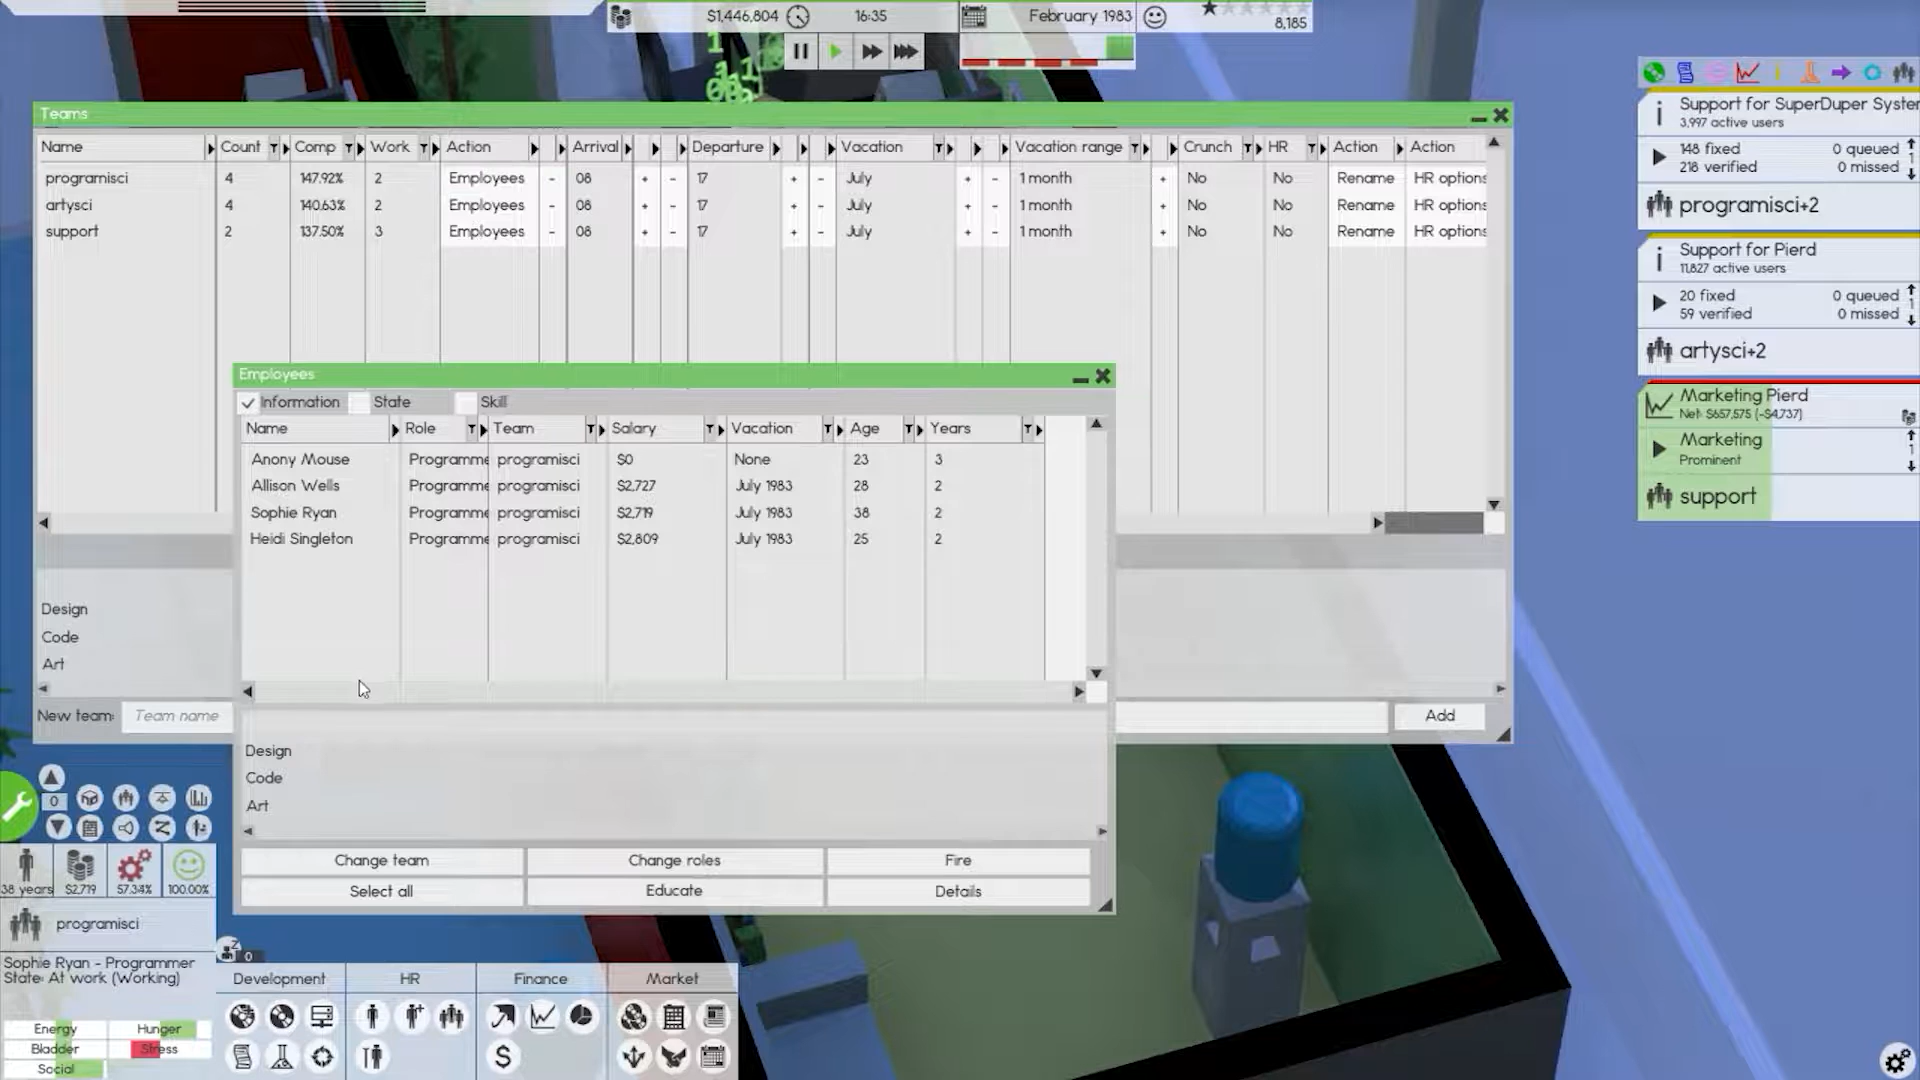 $1,446,804
16:35
February 1983
8,185
Teams
Name Count Comp Work Action Arrival Departure Vacation Vacation range Crunch HR Action Action
programisci 4 147.92% 2 Employees - 08 + - 17 + - July + - 1 month + No No Rename HR options
artysci 4 140.63% 2 Employees - 08 + - 17 + - July + - 1 month + No No Rename HR options
support 2 137.50% 3 Employees - 08 + - 17 + - July + - 1 month + No No Rename HR options
Design
Code
Art
New team: Team name
Add
Employees
Information State Skill
Name Role Team Salary Vacation Age Years
Anony Mouse Programme programisci $0 None 23 3
Allison Wells Programme programisci $2,727 July 1983 28 2
Sophie Ryan Programme programisci $2,719 July 1983 38 2
Heidi Singleton Programme programisci $2,809 July 1983 25 2
Design
Code
Art
Change team Change roles Fire
Select all Educate Details
Support for SuperDuper Syster
3,997 active users
148 fixed 0 queued
218 verified 0 missed
1
programisci+2
Support for Pierd
11,827 active users
20 fixed 0 queued
59 verified 0 missed
1
artysci+2
Marketing Pierd
Net: $657,575 (-$4,737)
Marketing
Prominent
1
support
0
38 years $2,719 57.34% 100.00%
programisci
Sophie Ryan - Programmer
State: At work (Working)
Energy Hunger
Bladder Stress
Social
Z
0
Development HR Finance Market